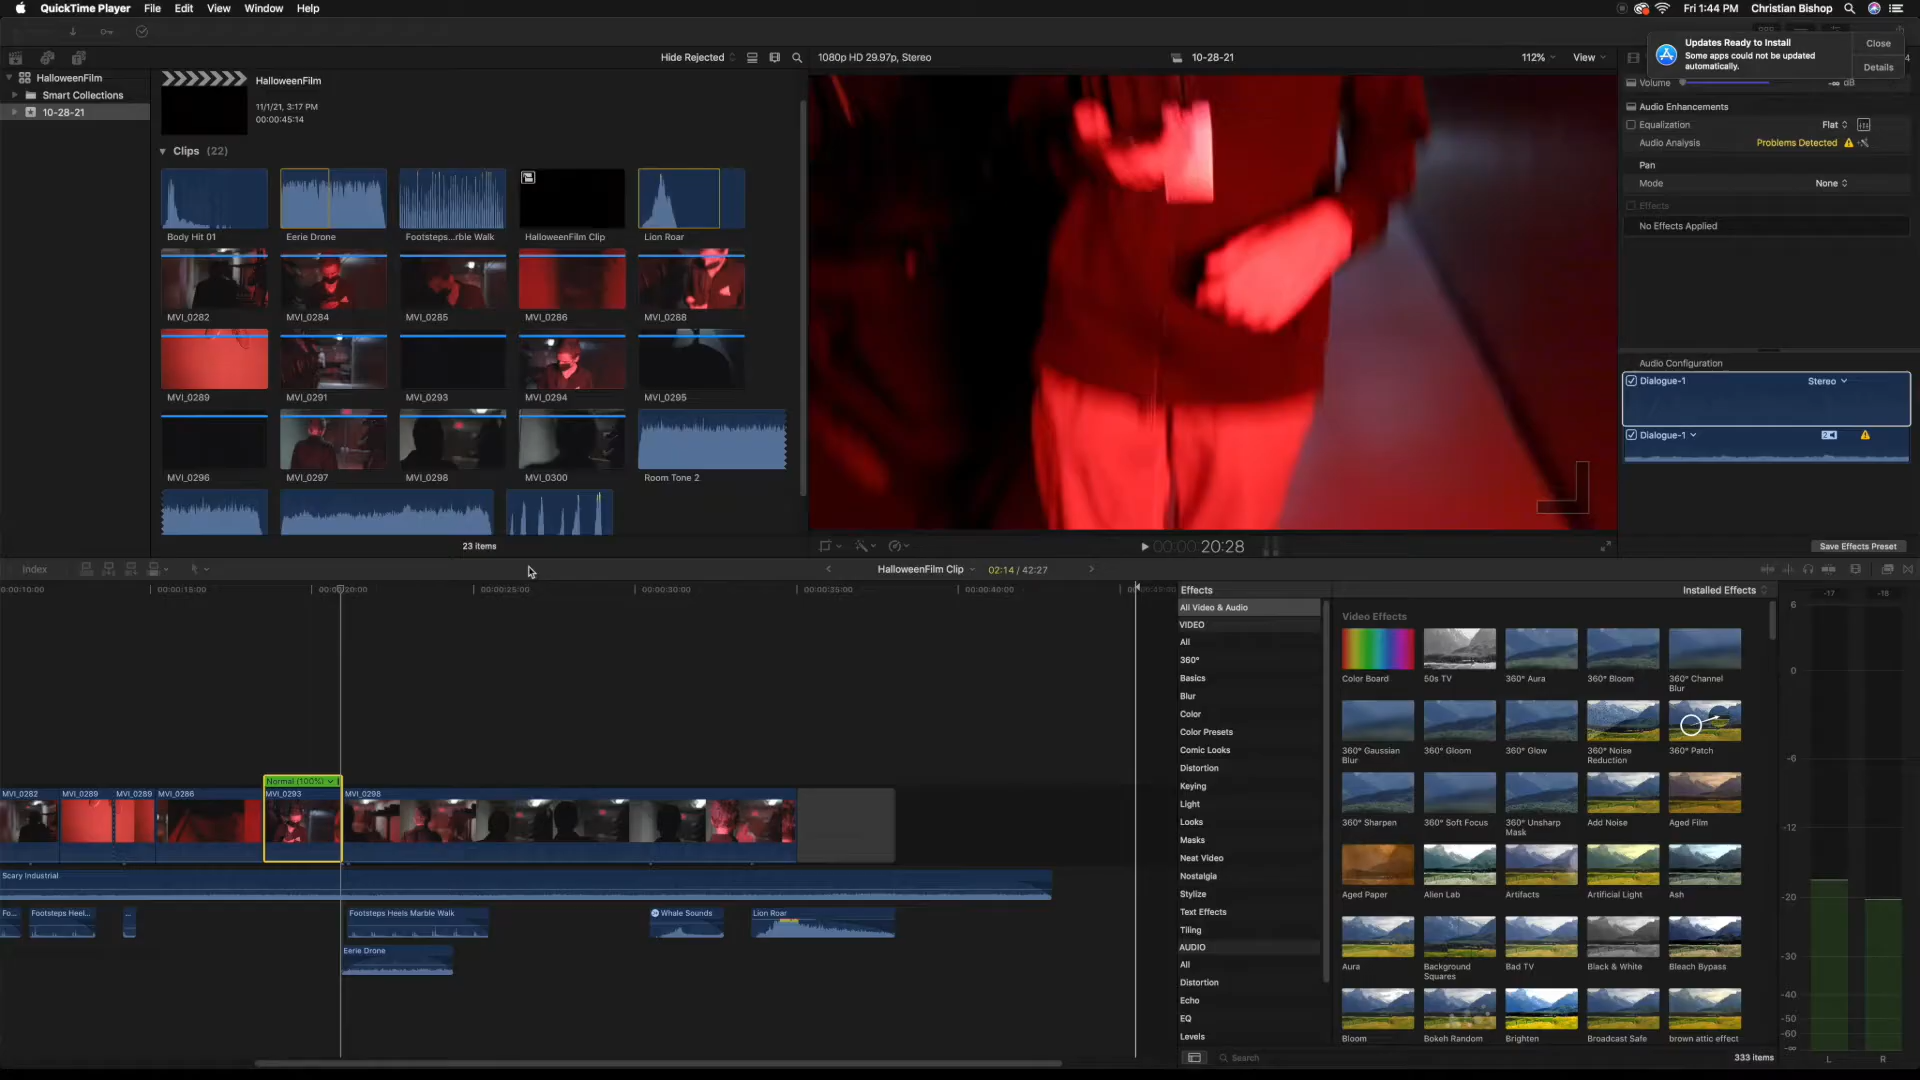 QuickTime Player File Edit View Window Help
Fri 1:44 PM Christian Bishop
Updates Ready to Install
Some apps could not be updated
automatically.
Close
Details
Hide Rejected
1080p HD 29.97p, Stereo
10-28-21
112%
View
HalloweenFilm
Smart Collections
10-28-21
HalloweenFilm
11/1/21, 3:17 PM
00:00:45:14
Clips (22)
Body Hit 01
Eerie Drone
Footsteps...rble Walk
HalloweenFilm Clip
Lion Roar
MVI_0282
MVI_0284
MVI_0285
MVI_0286
MVI_0288
MVI_0289
MVI_0291
MVI_0293
MVI_0294
MVI_0295
MVI_0296
MVI_0297
MVI_0298
MVI_0300
Room Tone 2
23 items
00:00:20:28
Volume
-∞ dB
Audio Enhancements
Equalization
Flat
Audio Analysis
Problems Detected
Pan
Mode
None
Effects
No Effects Applied
Audio Configuration
Dialogue-1
Stereo
Dialogue-1
Save Effects Preset
Index
HalloweenFilm Clip
02:14 / 42:27
0:00:10:00
00:00:15:00
00:00:20:00
00:00:25:00
00:00:30:00
00:00:35:00
00:00:40:00
Normal (100%)
MVI_0282
MVI_0289
MVI_0289
MVI_0286
MVI_0293
MVI_0298
Scary Industrial
Fo...
Footsteps Heel...
...
Footsteps Heels Marble Walk
Whale Sounds
Lion Roar
Eerie Drone
Effects
Installed Effects
All Video & Audio
VIDEO
All
360°
Basics
Blur
Color
Color Presets
Comic Looks
Distortion
Keying
Light
Looks
Masks
Neat Video
Nostalgia
Stylize
Text Effects
Tiling
AUDIO
All
Distortion
Echo
EQ
Levels
Video Effects
Color Board
50s TV
360° Aura
360° Bloom
360° Channel
Blur
360° Gaussian
Blur
360° Gloom
360° Glow
360° Noise
Reduction
360° Patch
360° Sharpen
360° Soft Focus
360° Unsharp
Mask
Add Noise
Aged Film
Aged Paper
Alien Lab
Artifacts
Artificial Light
Ash
Aura
Background
Squares
Bad TV
Black & White
Bleach Bypass
Bloom
Bokeh Random
Brighten
Broadcast Safe
brown attic effect
Search
333 items
-17
-18
6
0
-6
-12
-20
-30
-40
-50
-60
-∞
L
R